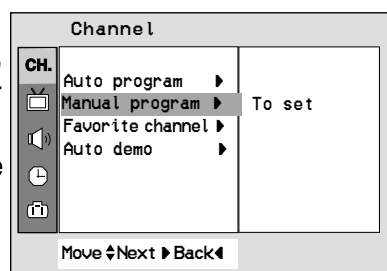 Channel
CH.
Auto program ▶
Manual program ▶ To set
Favorite channel ▶
Auto demo ▶
Move ▲▼ Next ▶ Back ◀